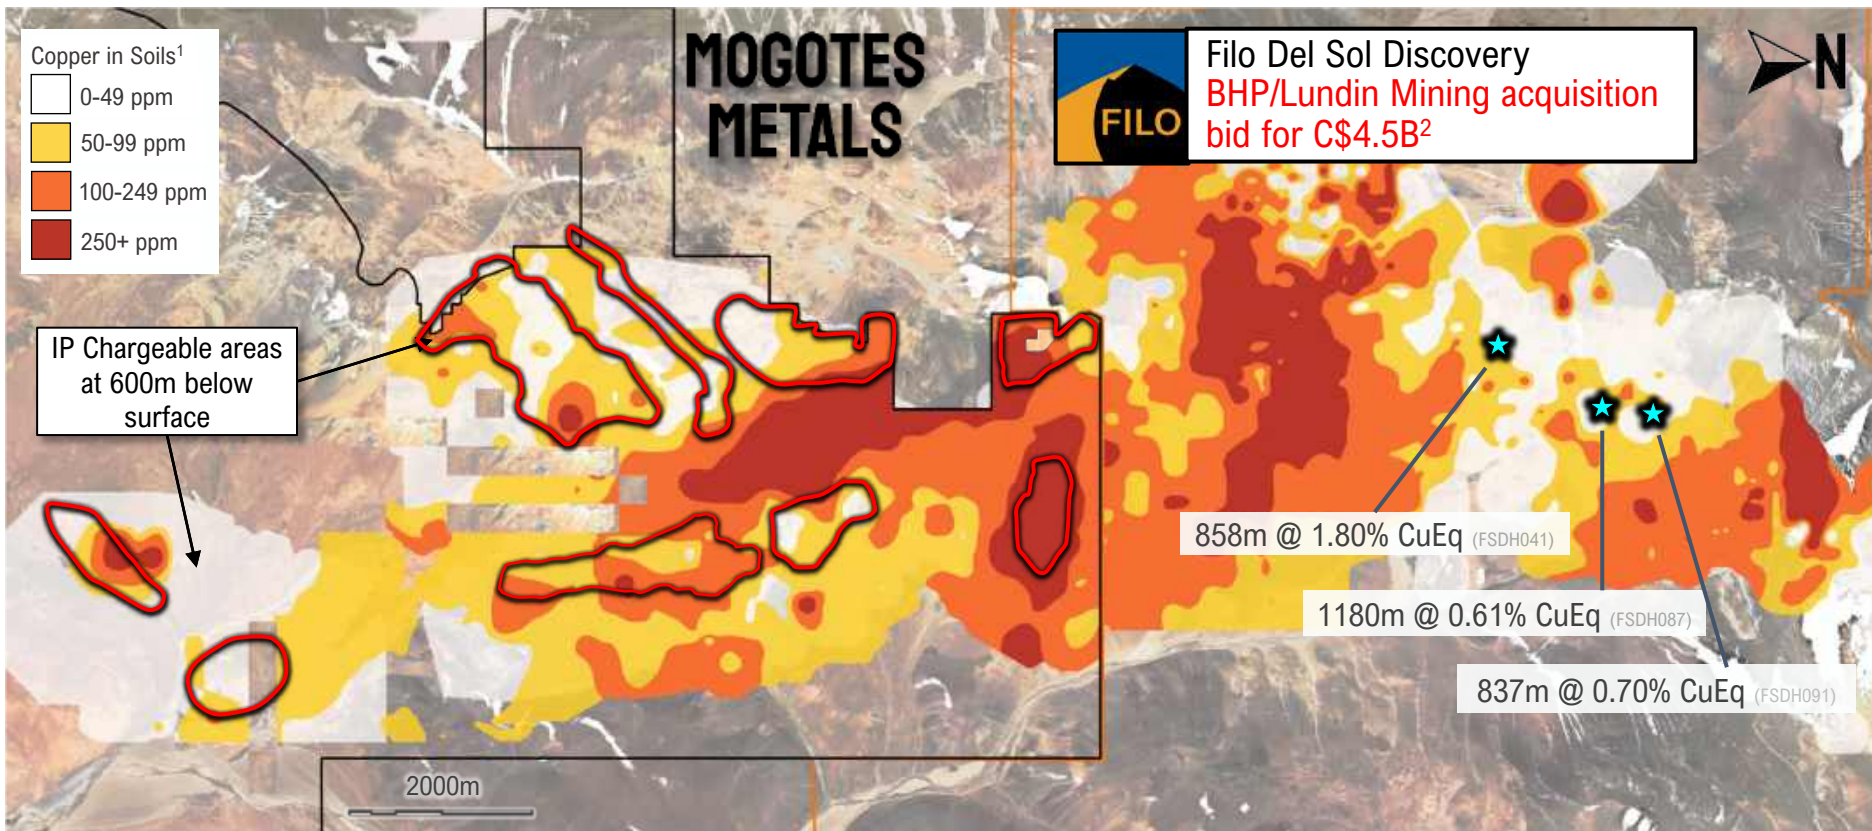 Copper in Soils¹
0-49 ppm
50-99 ppm
100-249 ppm
250+ ppm
MOGOTES
METALS
FILO
Filo Del Sol Discovery
BHP/Lundin Mining acquisition
bid for C$4.5B²
N
IP Chargeable areas
at 600m below
surface
858m @ 1.80% CuEq (FSDH041)
1180m @ 0.61% CuEq (FSDH087)
837m @ 0.70% CuEq (FSDH091)
2000m